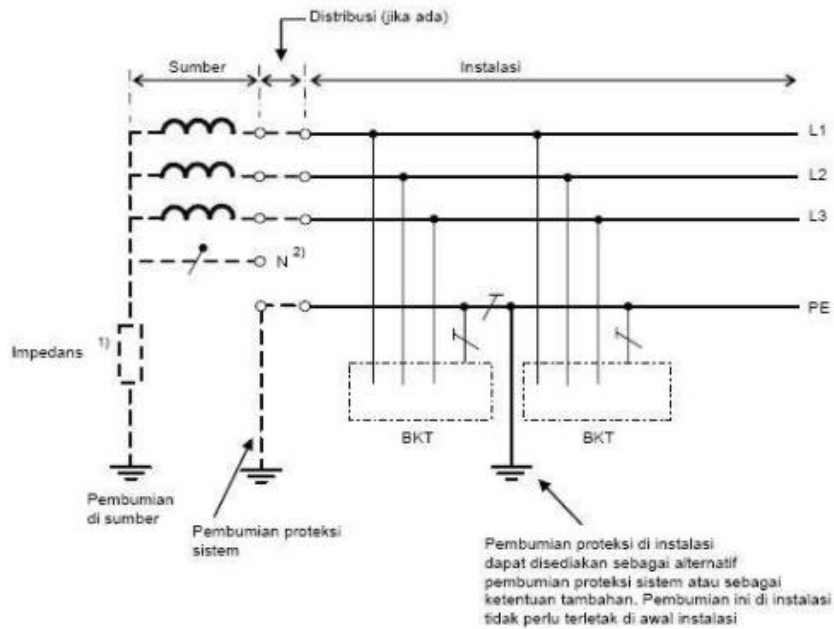 Distribusi (jika ada)
Sumber
Instalasi
L1
L2
L3
N 2)
PE
Impedans 1)
BKT
BKT
Pembumian
di sumber
Pembumian proteksi
sistem
Pembumian proteksi di instalasi
dapat disediakan sebagai alternatif
pembumian proteksi sistem atau sebagai
ketentuan tambahan. Pembumian ini di instalasi
tidak perlu terletak di awal instalasi